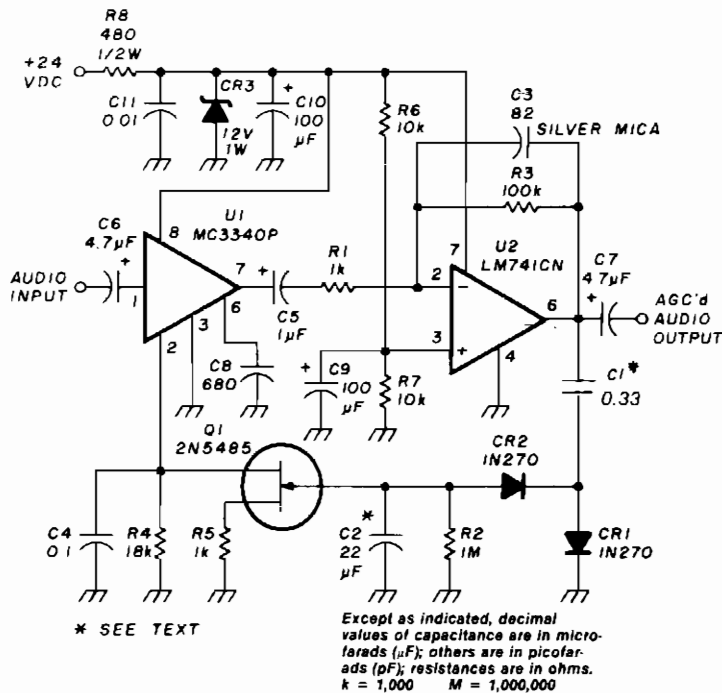 R8
480
1/2W
+24
VDC
C11
0.01
CR3
12V
1W
+
C10
100
µF
R6
10k
C3
82
SILVER MICA
R3
100k
U1
MC3340P
C6
4.7µF
+
AUDIO
INPUT
8
1
2
3
6
7
+
C5
1µF
R1
1k
C8
680
7
U2
LM741CN
2
−
3
+
6
4
C7
4.7µF
+
AGC'd
AUDIO
OUTPUT
+
C9
100
µF
R7
10k
C1*
0.33
Q1
2N5485
CR2
1N270
C4
0.1
R4
18k
R5
1k
*
C2
22
µF
R2
1M
CR1
1N270
* SEE TEXT
Except as indicated, decimal
values of capacitance are in micro-
farads (µF); others are in picofar-
ads (pF); resistances are in ohms.
k = 1,000 M = 1,000,000